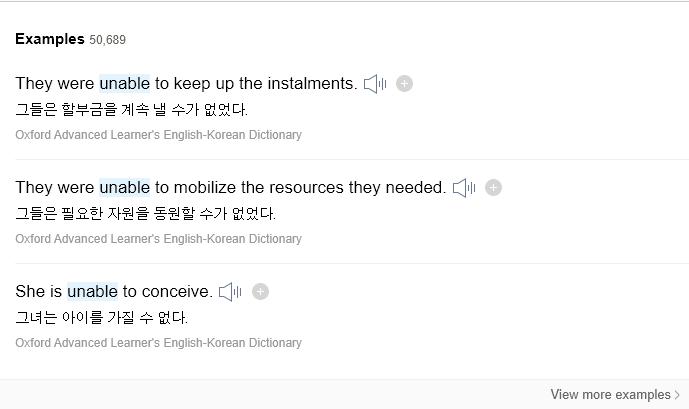 Examples 50,689
They were unable to keep up the instalments.
그들은 할부금을 계속 낼 수가 없었다.
Oxford Advanced Learner's English-Korean Dictionary
They were unable to mobilize the resources they needed.
그들은 필요한 자원을 동원할 수가 없었다.
Oxford Advanced Learner's English-Korean Dictionary
She is unable to conceive.
그녀는 아이를 가질 수 없다.
Oxford Advanced Learner's English-Korean Dictionary
View more examples